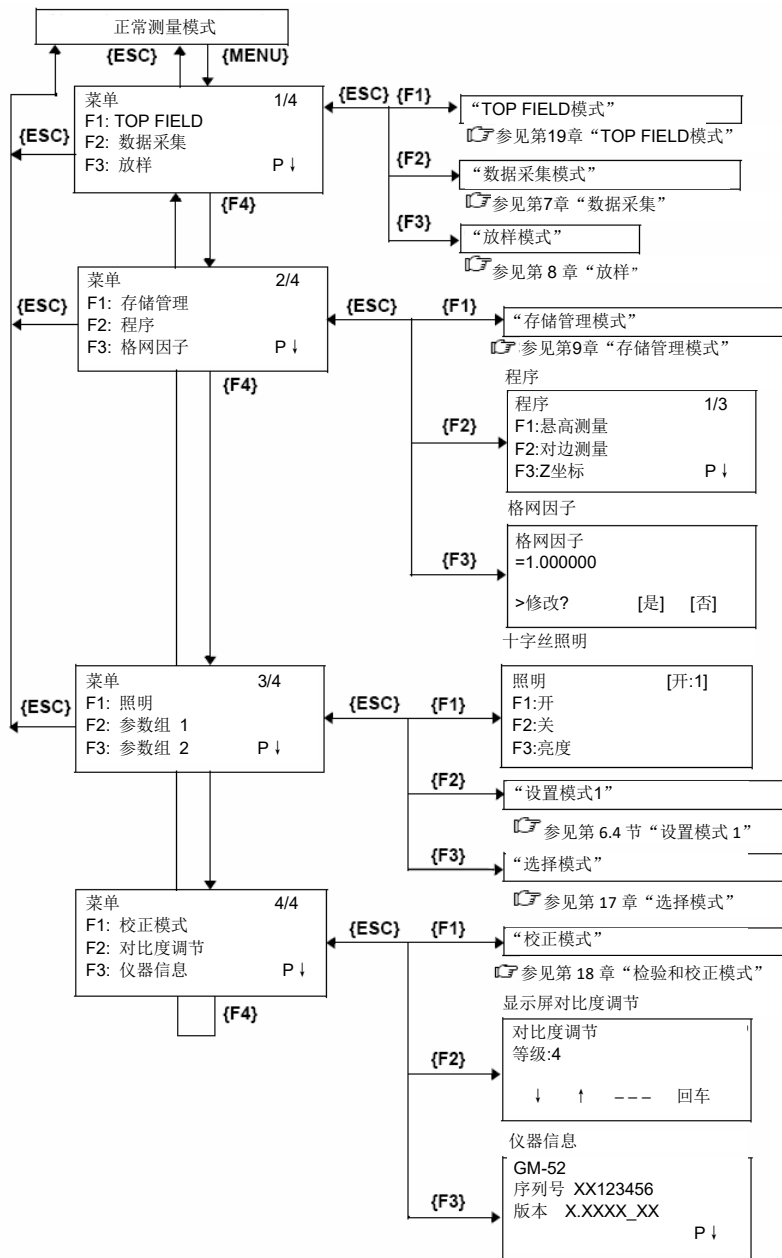 正常测量模式
{ESC} {MENU}
菜单 1/4
F1: TOP FIELD
F2: 数据采集
F3: 放样 P↓
{ESC}
{ESC} {F1}
“TOP FIELD模式”
☞参见第19章“TOP FIELD模式”
{F2}
“数据采集模式”
☞参见第7章“数据采集”
{F3}
“放样模式”
☞参见第 8 章“放样”
{F4}
菜单 2/4
F1: 存储管理
F2: 程序
F3: 格网因子 P↓
{ESC}
{ESC} {F1}
“存储管理模式”
☞参见第9章“存储管理模式”
{F4}
程序
{F2}
程序 1/3
F1:悬高测量
F2:对边测量
F3:Z坐标 P↓
格网因子
{F3}
格网因子
=1.000000
>修改? [是] [否]
十字丝照明
菜单 3/4
F1: 照明
F2: 参数组 1
F3: 参数组 2 P↓
{ESC}
{ESC} {F1}
照明 [开:1]
F1:开
F2:关
F3:亮度
{F2}
“设置模式1”
☞参见第 6.4 节“设置模式 1”
{F3}
“选择模式”
☞参见第 17 章“选择模式”
菜单 4/4
F1: 校正模式
F2: 对比度调节
F3: 仪器信息 P↓
{ESC} {F1}
“校正模式”
☞参见第 18 章“检验和校正模式”
{F4}
显示屏对比度调节
{F2}
对比度调节
等级:4
↓ ↑ --- 回车
仪器信息
{F3}
GM-52
序列号 XX123456
版本 X.XXXX_XX
P↓